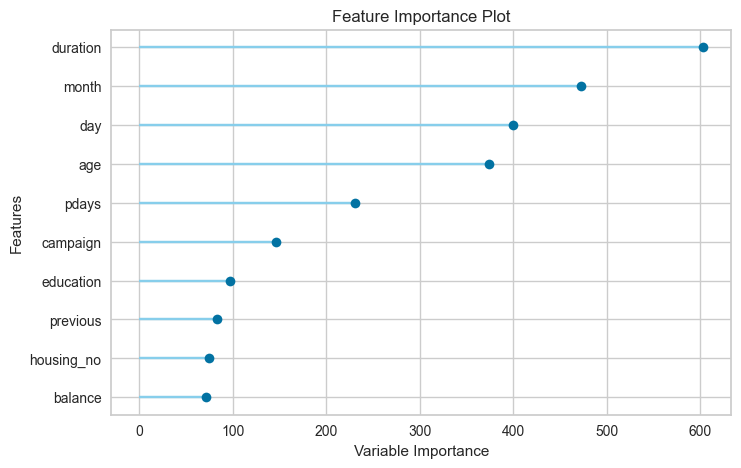 Feature Importance Plot
duration
month
day
age
pdays
campaign
education
previous
housing_no
balance
Features
0 100 200 300 400 500 600
Variable Importance